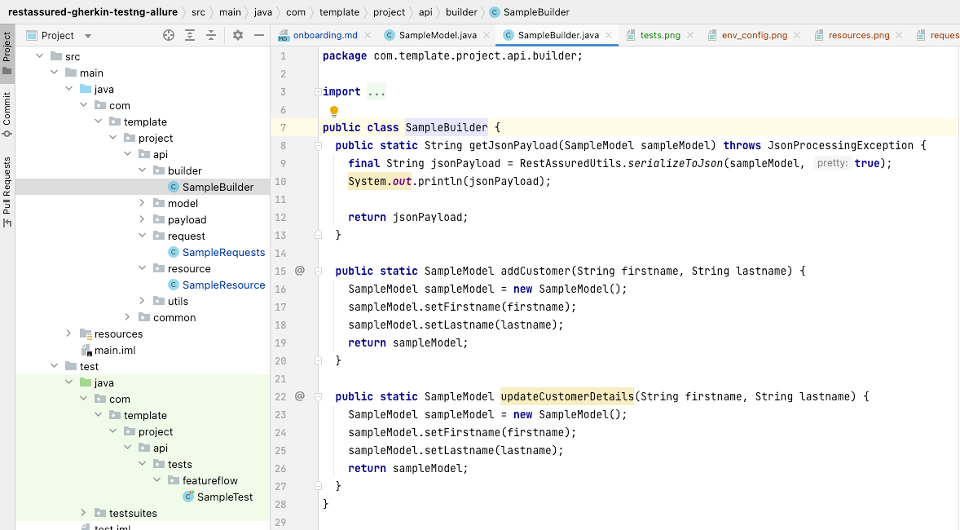 restassured-gherkin-testng-allure › src › main › java › com › template › project › api › builder › SampleBuilder
Project
Commit
Pull Requests
Project
onboarding.md
SampleModel.java
SampleBuilder.java
tests.png
env_config.png
resources.png
reques
src
main
java
com
template
project
api
builder
SampleBuilder
model
payload
request
SampleRequests
resource
SampleResource
utils
common
resources
main.iml
test
java
com
template
project
api
tests
featureflow
SampleTest
testsuites
test.iml
1 package com.template.project.api.builder;
2
3 import ...
6
7 public class SampleBuilder {
8 public static String getJsonPayload(SampleModel sampleModel) throws JsonProcessingException {
9 final String jsonPayload = RestAssuredUtils.serializeToJson(sampleModel, pretty: true);
10 System.out.println(jsonPayload);
11
12 return jsonPayload;
13 }
14
15 @ public static SampleModel addCustomer(String firstname, String lastname) {
16 SampleModel sampleModel = new SampleModel();
17 sampleModel.setFirstname(firstname);
18 sampleModel.setLastname(lastname);
19 return sampleModel;
20 }
21
22 @ public static SampleModel updateCustomerDetails(String firstname, String lastname) {
23 SampleModel sampleModel = new SampleModel();
24 sampleModel.setFirstname(firstname);
25 sampleModel.setLastname(lastname);
26 return sampleModel;
27 }
28 }
29